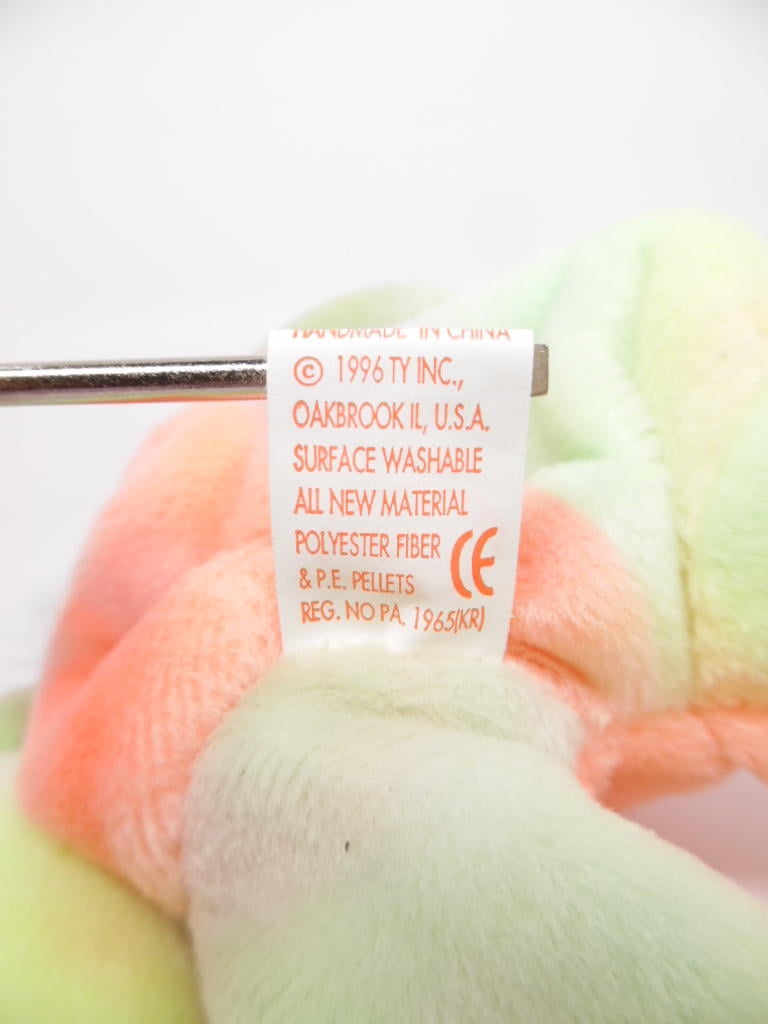 HANDMADE IN CHINA
© 1996 TY INC.,
OAKBROOK IL, U.S.A.
SURFACE WASHABLE
ALL NEW MATERIAL
POLYESTER FIBER
& P.E. PELLETS CE
REG. NO PA. 1965(KR)